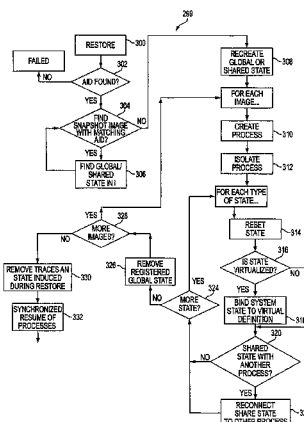 269
RESTORE
300
FAILED
302
AID FOUND?
NO
YES
304
FIND
SNAPSHOT IMAGE
WITH MATCHING
AID?
NO
YES
FIND GLOBAL/
SHARED
STATE IN I
306
RECREATE
GLOBAL OR
SHARED STATE
308
FOR EACH
IMAGE...
CREATE
PROCESS
310
ISOLATE
PROCESS
312
FOR EACH TYPE
OF STATE...
RESET
STATE
314
316
IS STATE
VIRTUALIZED?
NO
YES
BIND SYSTEM
STATE TO VIRTUAL
DEFINITION
318
320
SHARED
STATE WITH
ANOTHER
PROCESS?
NO
YES
RECONNECT
SHARE STATE
TO OTHER PROCESS
324
MORE
STATE?
YES
NO
REMOVE
REGISTERED
GLOBAL STATE
326
328
MORE
IMAGES?
YES
NO
REMOVE TRACES AN
STATE INDUCED
DURING RESTORE
330
SYNCHRONIZED
RESUME OF
PROCESSES
332